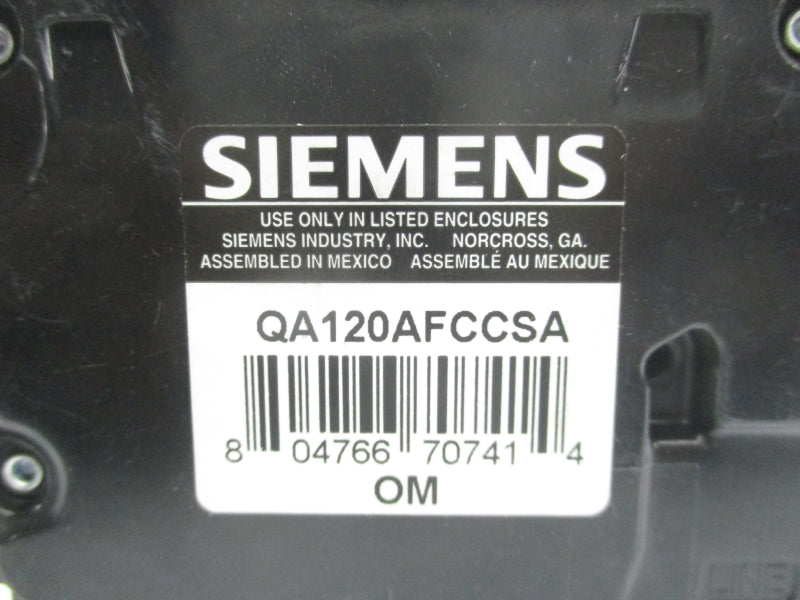 SIEMENS
USE ONLY IN LISTED ENCLOSURES
SIEMENS INDUSTRY, INC. NORCROSS, GA.
ASSEMBLED IN MEXICO ASSEMBLÉ AU MEXIQUE
QA120AFCCSA
8 04766 70741 4
OM
LINE